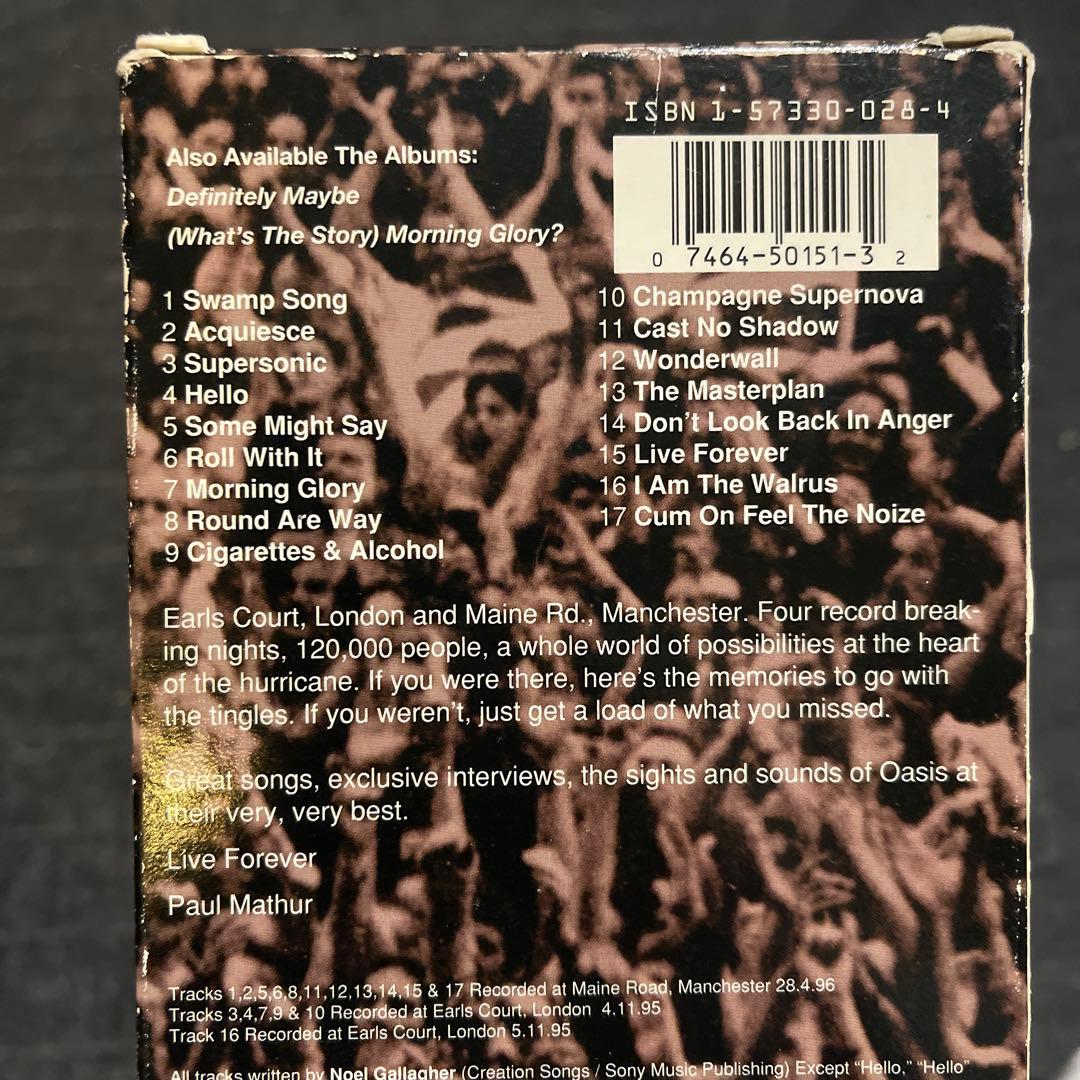 ISBN 1-57330-028-4
0 7464-50151-3 2
Also Available The Albums:
Definitely Maybe
(What's The Story) Morning Glory?
1 Swamp Song
2 Acquiesce
3 Supersonic
4 Hello
5 Some Might Say
6 Roll With It
7 Morning Glory
8 Round Are Way
9 Cigarettes & Alcohol
10 Champagne Supernova
11 Cast No Shadow
12 Wonderwall
13 The Masterplan
14 Don't Look Back In Anger
15 Live Forever
16 I Am The Walrus
17 Cum On Feel The Noize
Earls Court, London and Maine Rd., Manchester. Four record break-
ing nights, 120,000 people, a whole world of possibilities at the heart
of the hurricane. If you were there, here's the memories to go with
the tingles. If you weren't, just get a load of what you missed.
Great songs, exclusive interviews, the sights and sounds of Oasis at
their very, very best.
Live Forever
Paul Mathur
Tracks 1,2,5,6,8,11,12,13,14,15 & 17 Recorded at Maine Road, Manchester 28.4.96
Tracks 3,4,7,9 & 10 Recorded at Earls Court, London 4.11.95
Track 16 Recorded at Earls Court, London 5.11.95
All tracks written by Noel Gallagher (Creation Songs / Sony Music Publishing) Except "Hello," "Hello"